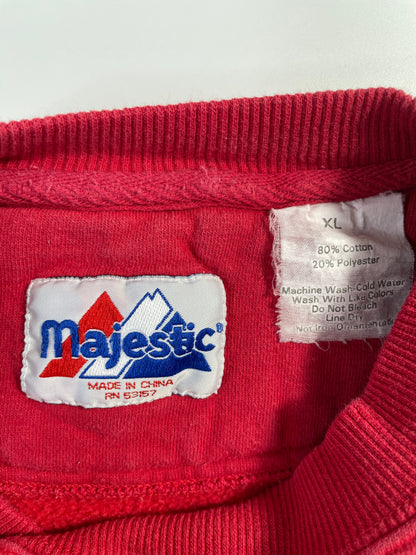 Majestic®
MADE IN CHINA
RN 53157
XL
80% Cotton
20% Polyester
Machine Wash Cold Water
Wash With Like Colors
Do Not Bleach
Line Dry
Not Iron Ornamentation